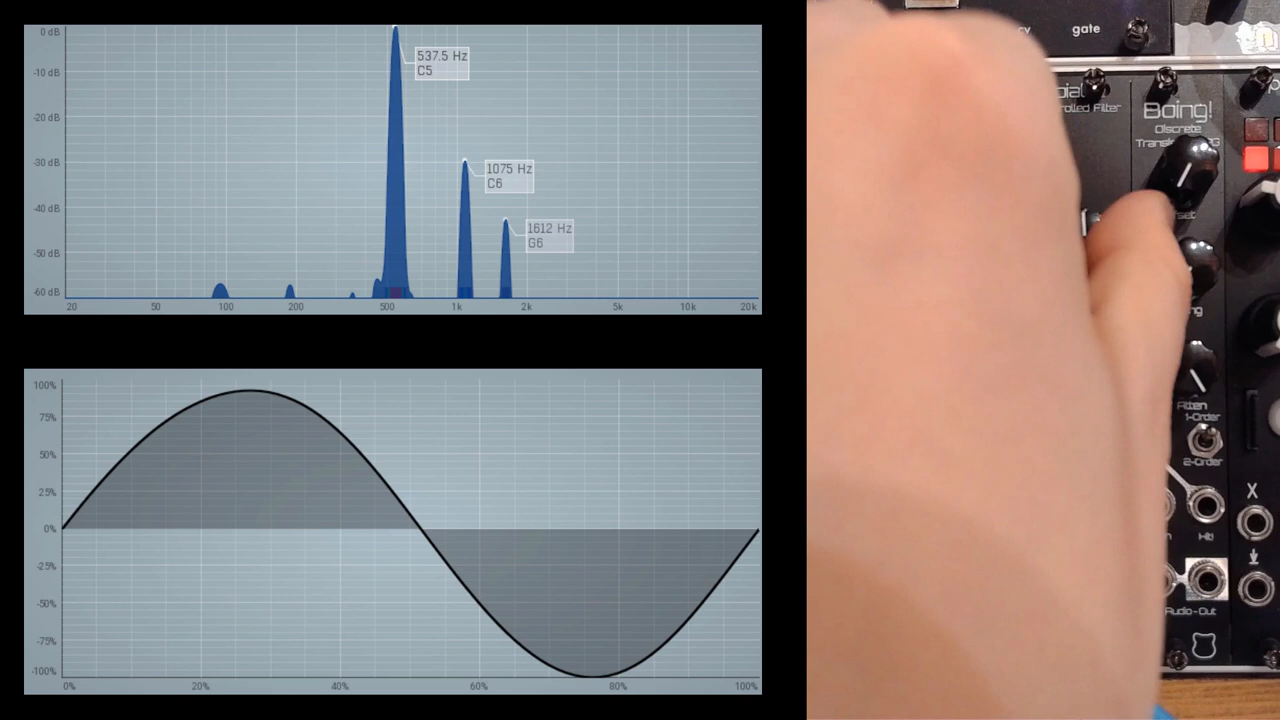 0 dB
-10 dB
-20 dB
-30 dB
-40 dB
-50 dB
-60 dB
537.5 Hz
C5
1075 Hz
C6
1612 Hz
G6
20 50 100 200 500 1k 2k 5k 10k 20k
100%
75%
50%
25%
0%
-25%
-50%
-75%
-100%
0% 20% 40% 60% 80% 100%
gate
Boing!
Discrete
Atten
1-Order
2-Order
X
Hit!
Audio-Out